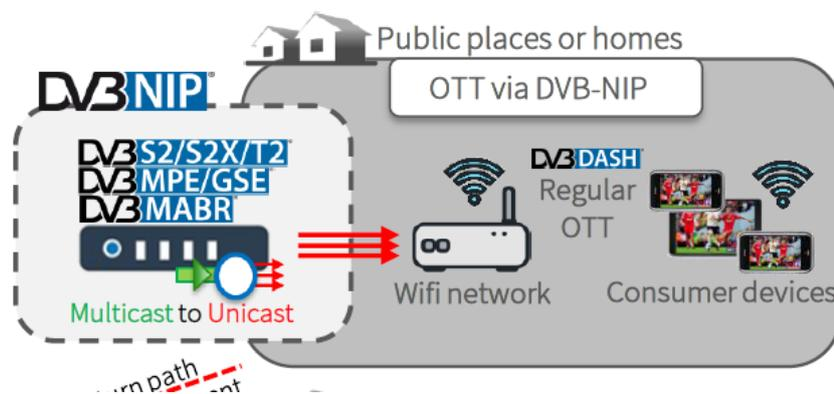 Public places or homes
DVB NIP
OTT via DVB-NIP
DVB S2/S2X/T2
DVB MPE/GSE
DVB MABR
DVB DASH
Regular
OTT
Wifi network
Consumer devices
Multicast to Unicast
path